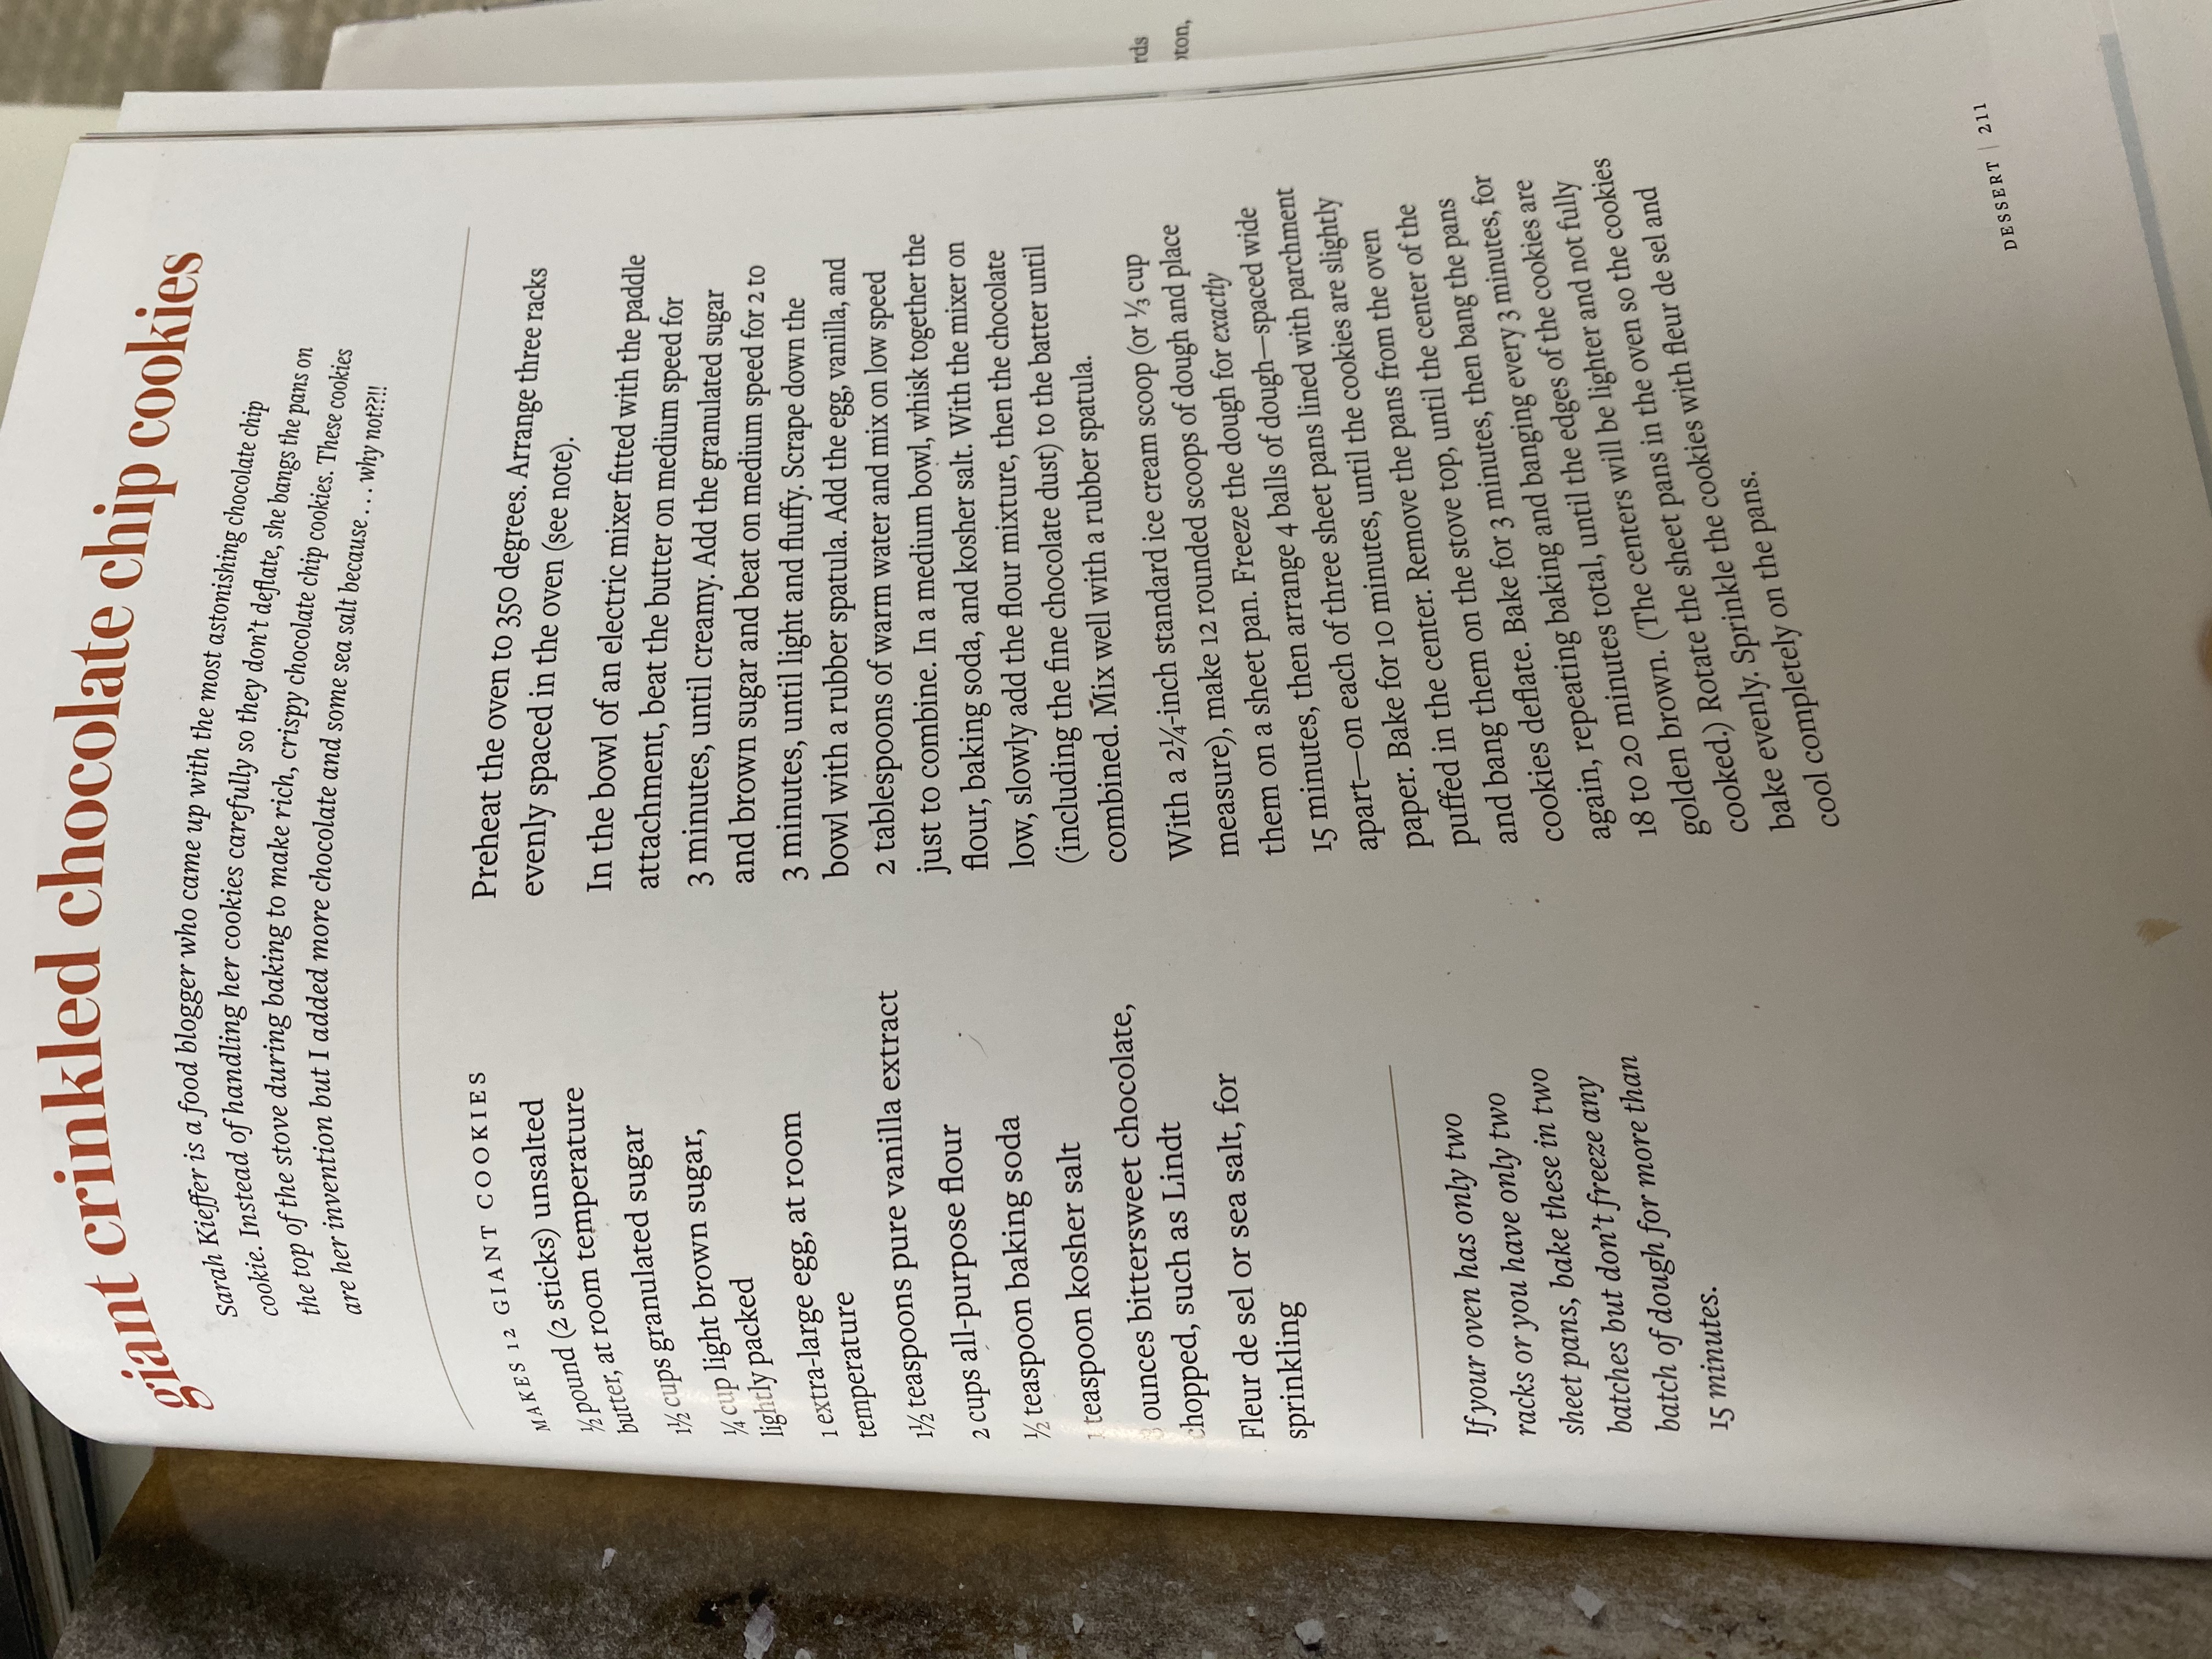 giant crinkled chocolate chip cookies
Sarah Kieffer is a food blogger who came up with the most astonishing chocolate chip
cookie. Instead of handling her cookies carefully so they don't deflate, she bangs the pans on
the top of the stove during baking to make rich, crispy chocolate chip cookies. These cookies
are her invention but I added more chocolate and some sea salt because . . . why not??!!
MAKES 12 GIANT COOKIES
½ pound (2 sticks) unsalted
butter, at room temperature
1½ cups granulated sugar
¼ cup light brown sugar,
lightly packed
1 extra-large egg, at room
temperature
1½ teaspoons pure vanilla extract
2 cups all-purpose flour
½ teaspoon baking soda
1 teaspoon kosher salt
ounces bittersweet chocolate,
chopped, such as Lindt
Fleur de sel or sea salt, for
sprinkling
If your oven has only two
racks or you have only two
sheet pans, bake these in two
batches but don't freeze any
batch of dough for more than
15 minutes.
Preheat the oven to 350 degrees. Arrange three racks
evenly spaced in the oven (see note).
In the bowl of an electric mixer fitted with the paddle
attachment, beat the butter on medium speed for
3 minutes, until creamy. Add the granulated sugar
and brown sugar and beat on medium speed for 2 to
3 minutes, until light and fluffy. Scrape down the
bowl with a rubber spatula. Add the egg, vanilla, and
2 tablespoons of warm water and mix on low speed
just to combine. In a medium bowl, whisk together the
flour, baking soda, and kosher salt. With the mixer on
low, slowly add the flour mixture, then the chocolate
(including the fine chocolate dust) to the batter until
combined. Mix well with a rubber spatula.
With a 2¼-inch standard ice cream scoop (or ⅓ cup
measure), make 12 rounded scoops of dough and place
them on a sheet pan. Freeze the dough for exactly
15 minutes, then arrange 4 balls of dough—spaced wide
apart—on each of three sheet pans lined with parchment
paper. Bake for 10 minutes, until the cookies are slightly
puffed in the center. Remove the pans from the oven
and bang them on the stove top, until the center of the
cookies deflate. Bake for 3 minutes, then bang the pans
again, repeating baking and banging every 3 minutes, for
18 to 20 minutes total, until the edges of the cookies are
golden brown. (The centers will be lighter and not fully
cooked.) Rotate the sheet pans in the oven so the cookies
bake evenly. Sprinkle the cookies with fleur de sel and
cool completely on the pans.
DESSERT | 211